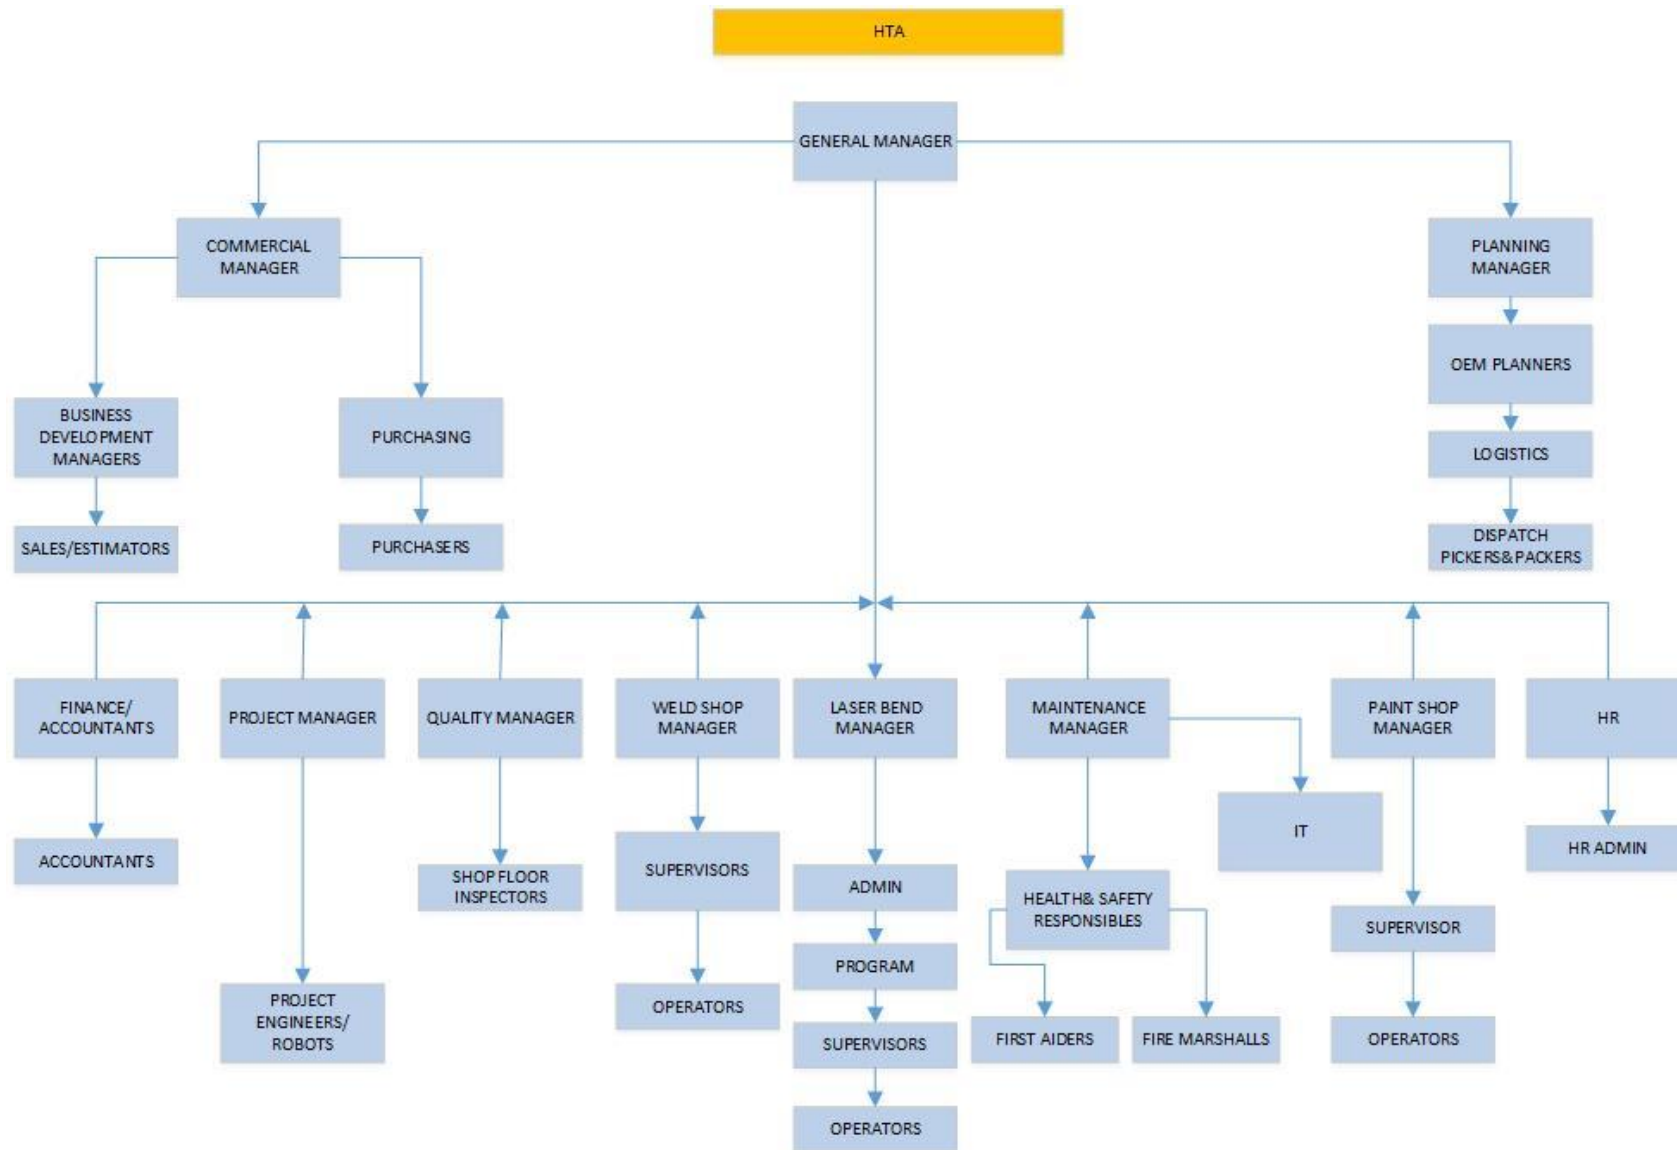 HTA
GENERAL MANAGER
COMMERCIAL
MANAGER
PLANNING
MANAGER
OEM PLANNERS
BUSINESS
DEVELOPMENT
MANAGERS
PURCHASING
LOGISTICS
SALES/ESTIMATORS
PURCHASERS
DISPATCH
PICKERS&PACKERS
FINANCE/
ACCOUNTANTS
PROJECT MANAGER
QUALITY MANAGER
WELD SHOP
MANAGER
LASER BEND
MANAGER
MAINTENANCE
MANAGER
PAINT SHOP
MANAGER
HR
IT
ACCOUNTANTS
SHOP FLOOR
INSPECTORS
SUPERVISORS
ADMIN
HEALTH& SAFETY
RESPONSIBLES
HR ADMIN
SUPERVISOR
PROGRAM
PROJECT
ENGINEERS/
ROBOTS
OPERATORS
SUPERVISORS
FIRST AIDERS
FIRE MARSHALLS
OPERATORS
OPERATORS